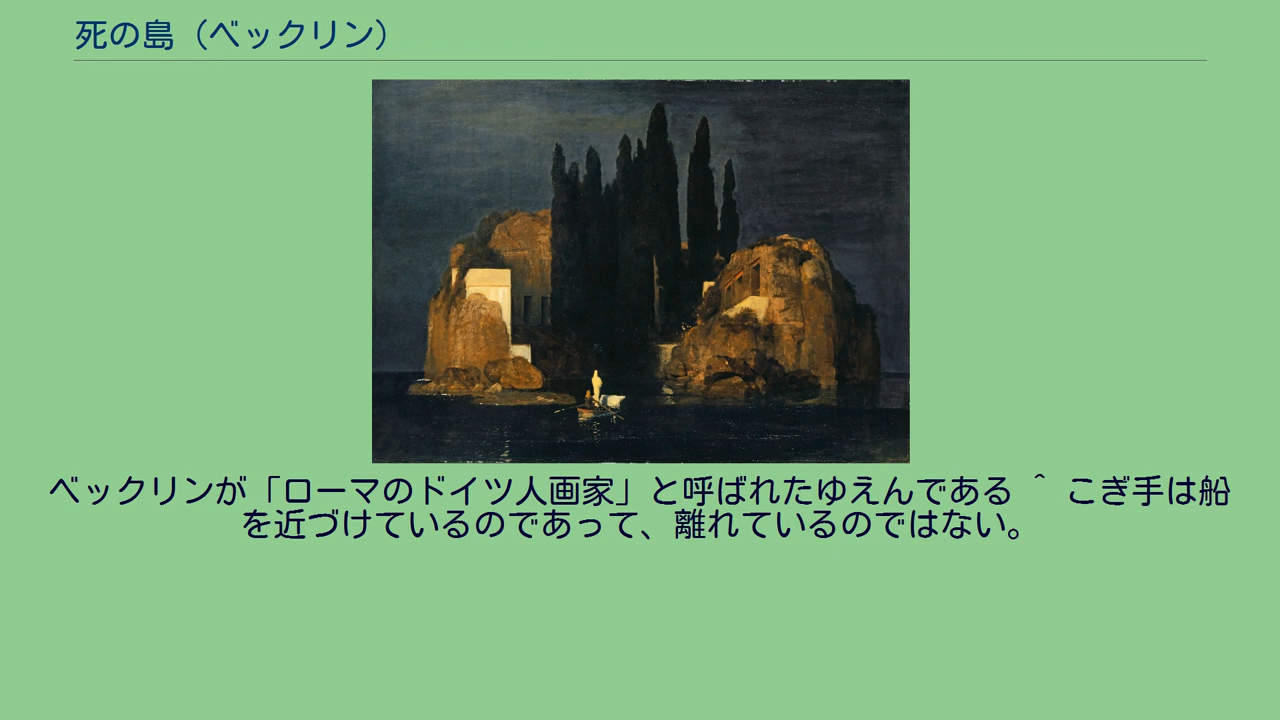 死の島（ベックリン）
ベックリンが「ローマのドイツ人画家」と呼ばれたゆえんである ＾ こぎ手は船
を近づけているのであって、離れているのではない。